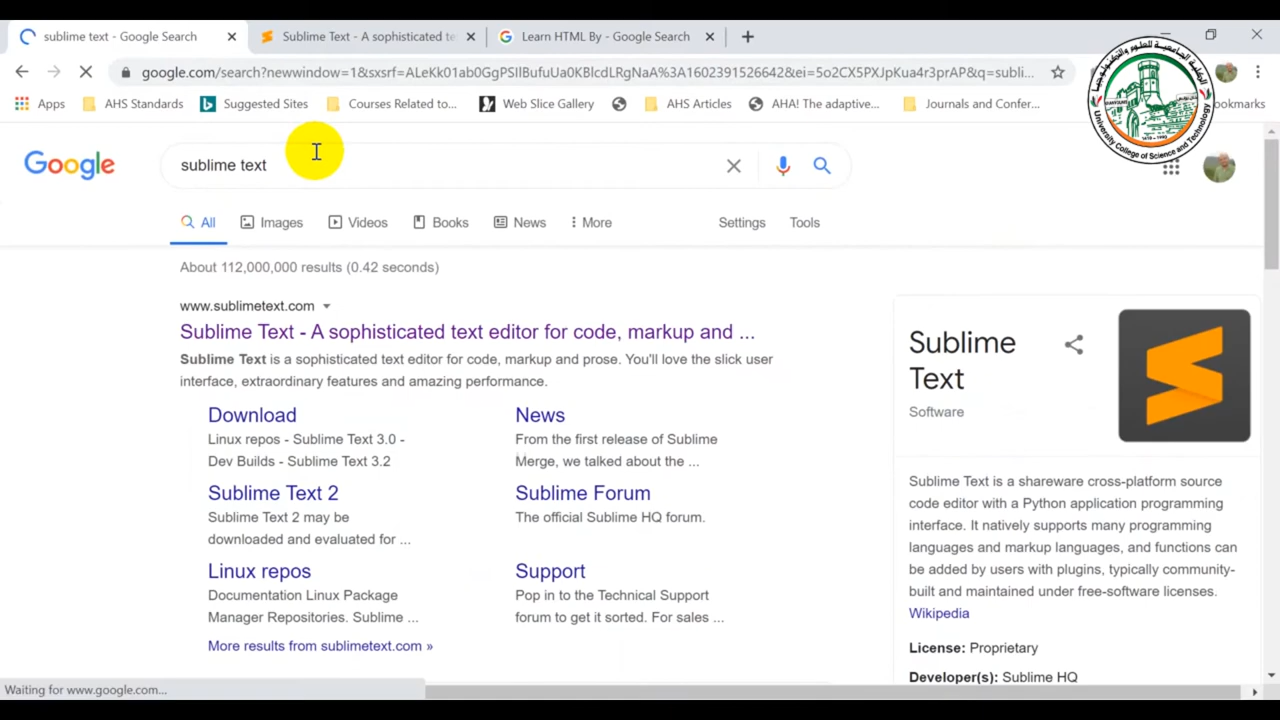 sublime text - Google Search
Sublime Text - A sophisticated te
Learn HTML By - Google Search
google.com/search?newwindow=1&sxsrf=ALeKk01ab0GgPSIlBufuUa0KBlcdLRgNaA%3A1602391526642&ei=5o2CX5PXJpKua4r3prAP&q=subli...
Apps
AHS Standards
Suggested Sites
Courses Related to...
Web Slice Gallery
AHS Articles
AHA! The adaptive...
Journals and Confer...
ookmarks
University College of Science and Technology
Google
sublime text
All
Images
Videos
Books
News
More
Settings
Tools
About 112,000,000 results (0.42 seconds)
www.sublimetext.com
Sublime Text - A sophisticated text editor for code, markup and ...
Sublime Text is a sophisticated text editor for code, markup and prose. You'll love the slick user
interface, extraordinary features and amazing performance.
Download
Linux repos - Sublime Text 3.0 -
Dev Builds - Sublime Text 3.2
News
From the first release of Sublime
Merge, we talked about the ...
Sublime Text 2
Sublime Text 2 may be
downloaded and evaluated for ...
Sublime Forum
The official Sublime HQ forum.
Linux repos
Documentation Linux Package
Manager Repositories. Sublime ...
Support
Pop in to the Technical Support
forum to get it sorted. For sales ...
More results from sublimetext.com »
Sublime
Text
Software
Sublime Text is a shareware cross-platform source
code editor with a Python application programming
interface. It natively supports many programming
languages and markup languages, and functions can
be added by users with plugins, typically community-
built and maintained under free-software licenses.
Wikipedia
License: Proprietary
Developer(s): Sublime HQ
Waiting for www.google.com...